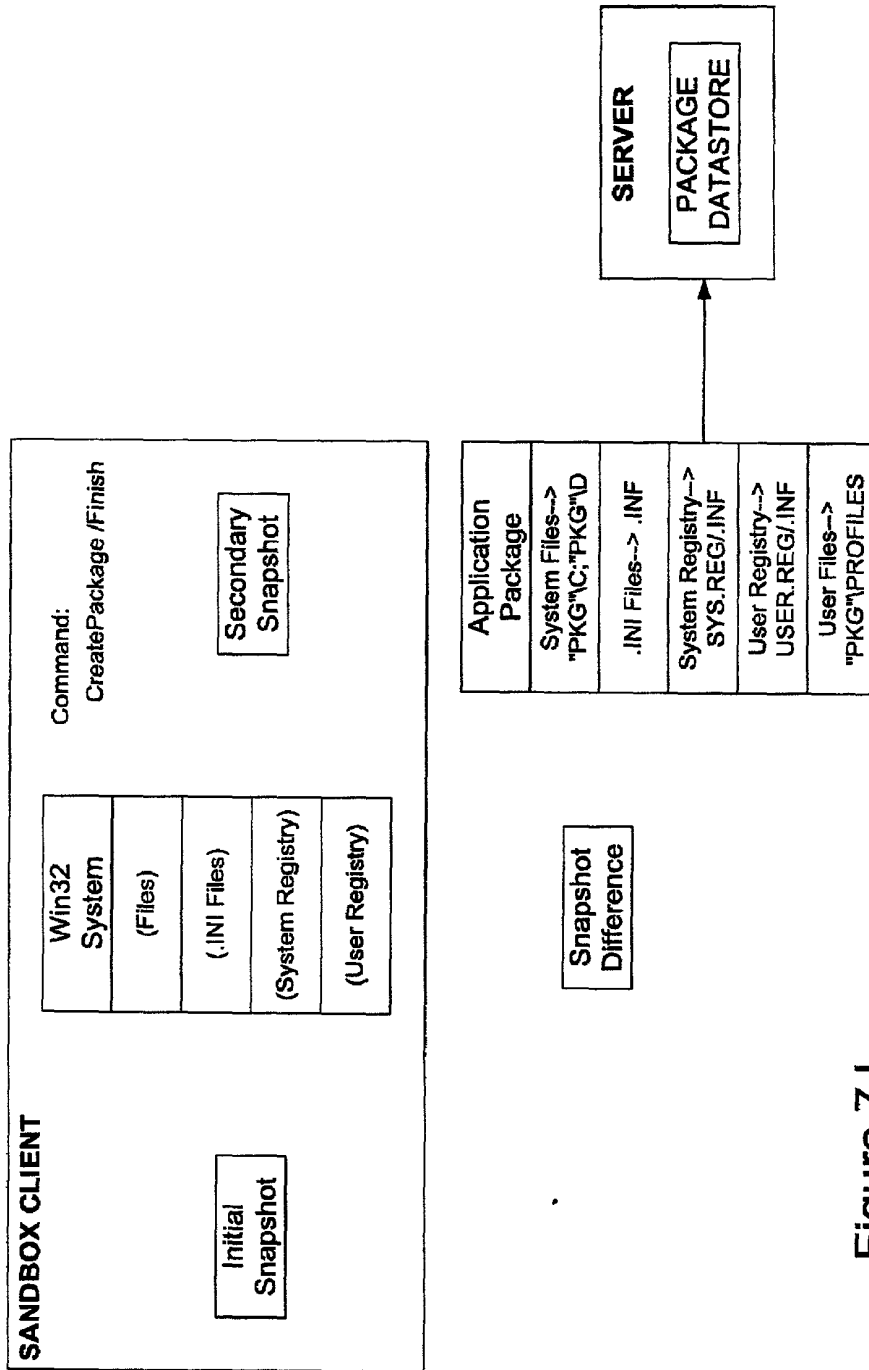 SANDBOX CLIENT
Initial
Snapshot
Win32
System
(Files)
(.INI Files)
(System Registry)
(User Registry)
Command:
CreatePackage /Finish
Secondary
Snapshot
Snapshot
Difference
Application
Package
System Files-->
"PKG"\C;"PKG"\D
.INI Files--> .INF
System Registry-->
SYS.REG/.INF
User Registry-->
USER.REG/.INF
User Files-->
"PKG"\PROFILES
SERVER
PACKAGE
DATASTORE
Figure